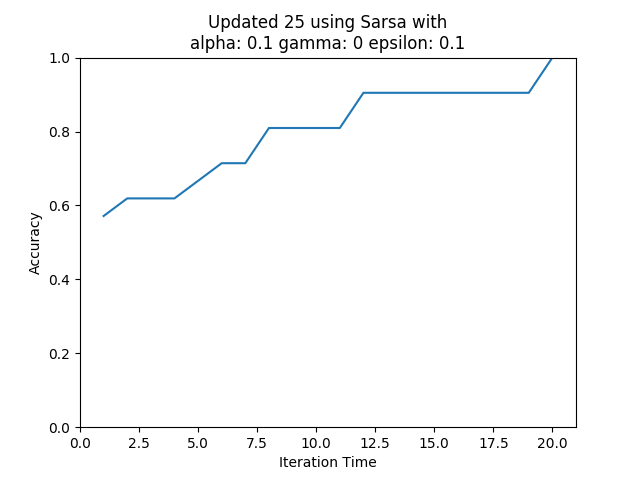 Updated 25 using Sarsa with
alpha: 0.1 gamma: 0 epsilon: 0.1
1.0
0.8
0.6
0.4
0.2
0.0
Accuracy
0.0 2.5 5.0 7.5 10.0 12.5 15.0 17.5 20.0
Iteration Time